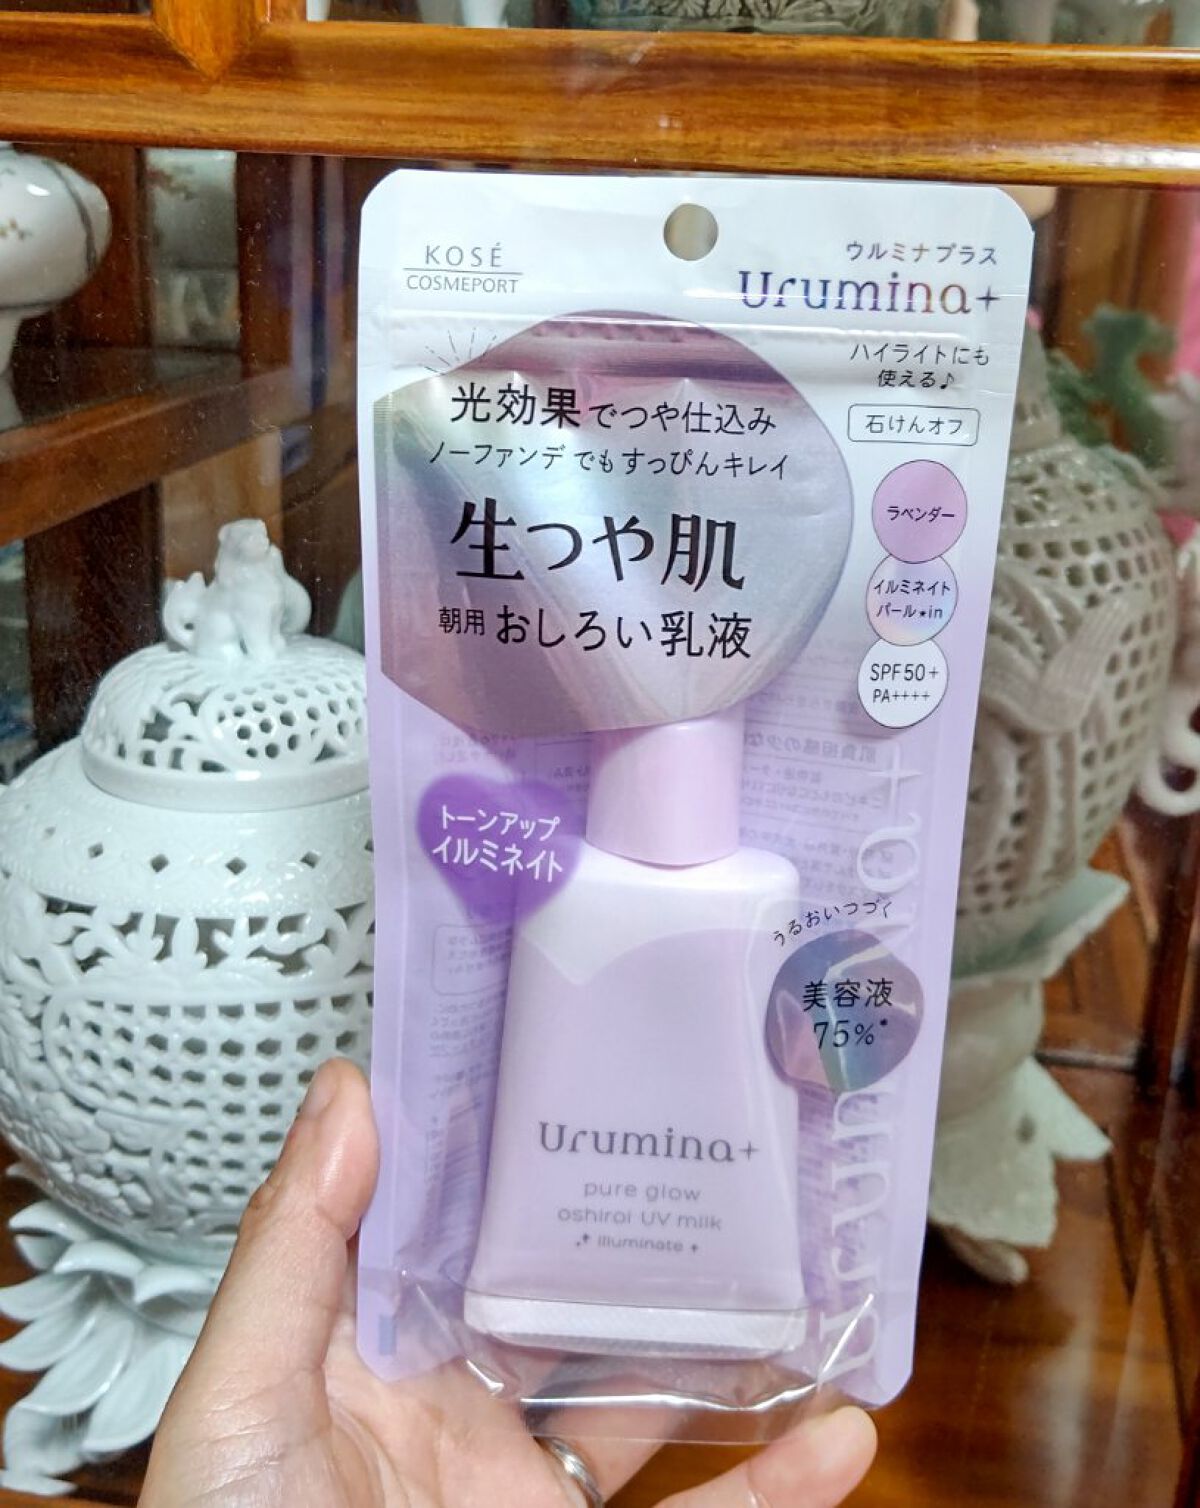 KOSÉ
COSMEPORT
ウルミナプラス
Urumina+
ハイライトにも
使える♪
石けんオフ
光効果でつや仕込み
ノーファンデでもすっぴんキレイ
生つや肌
朝用おしろい乳液
ラベンダー
イルミネイト
パール★in
SPF50+
PA++++
トーンアップ
イルミネイト
うるおいつづく
美容液
75%*
Urumina+
pure glow
oshiroi UV milk
illuminate